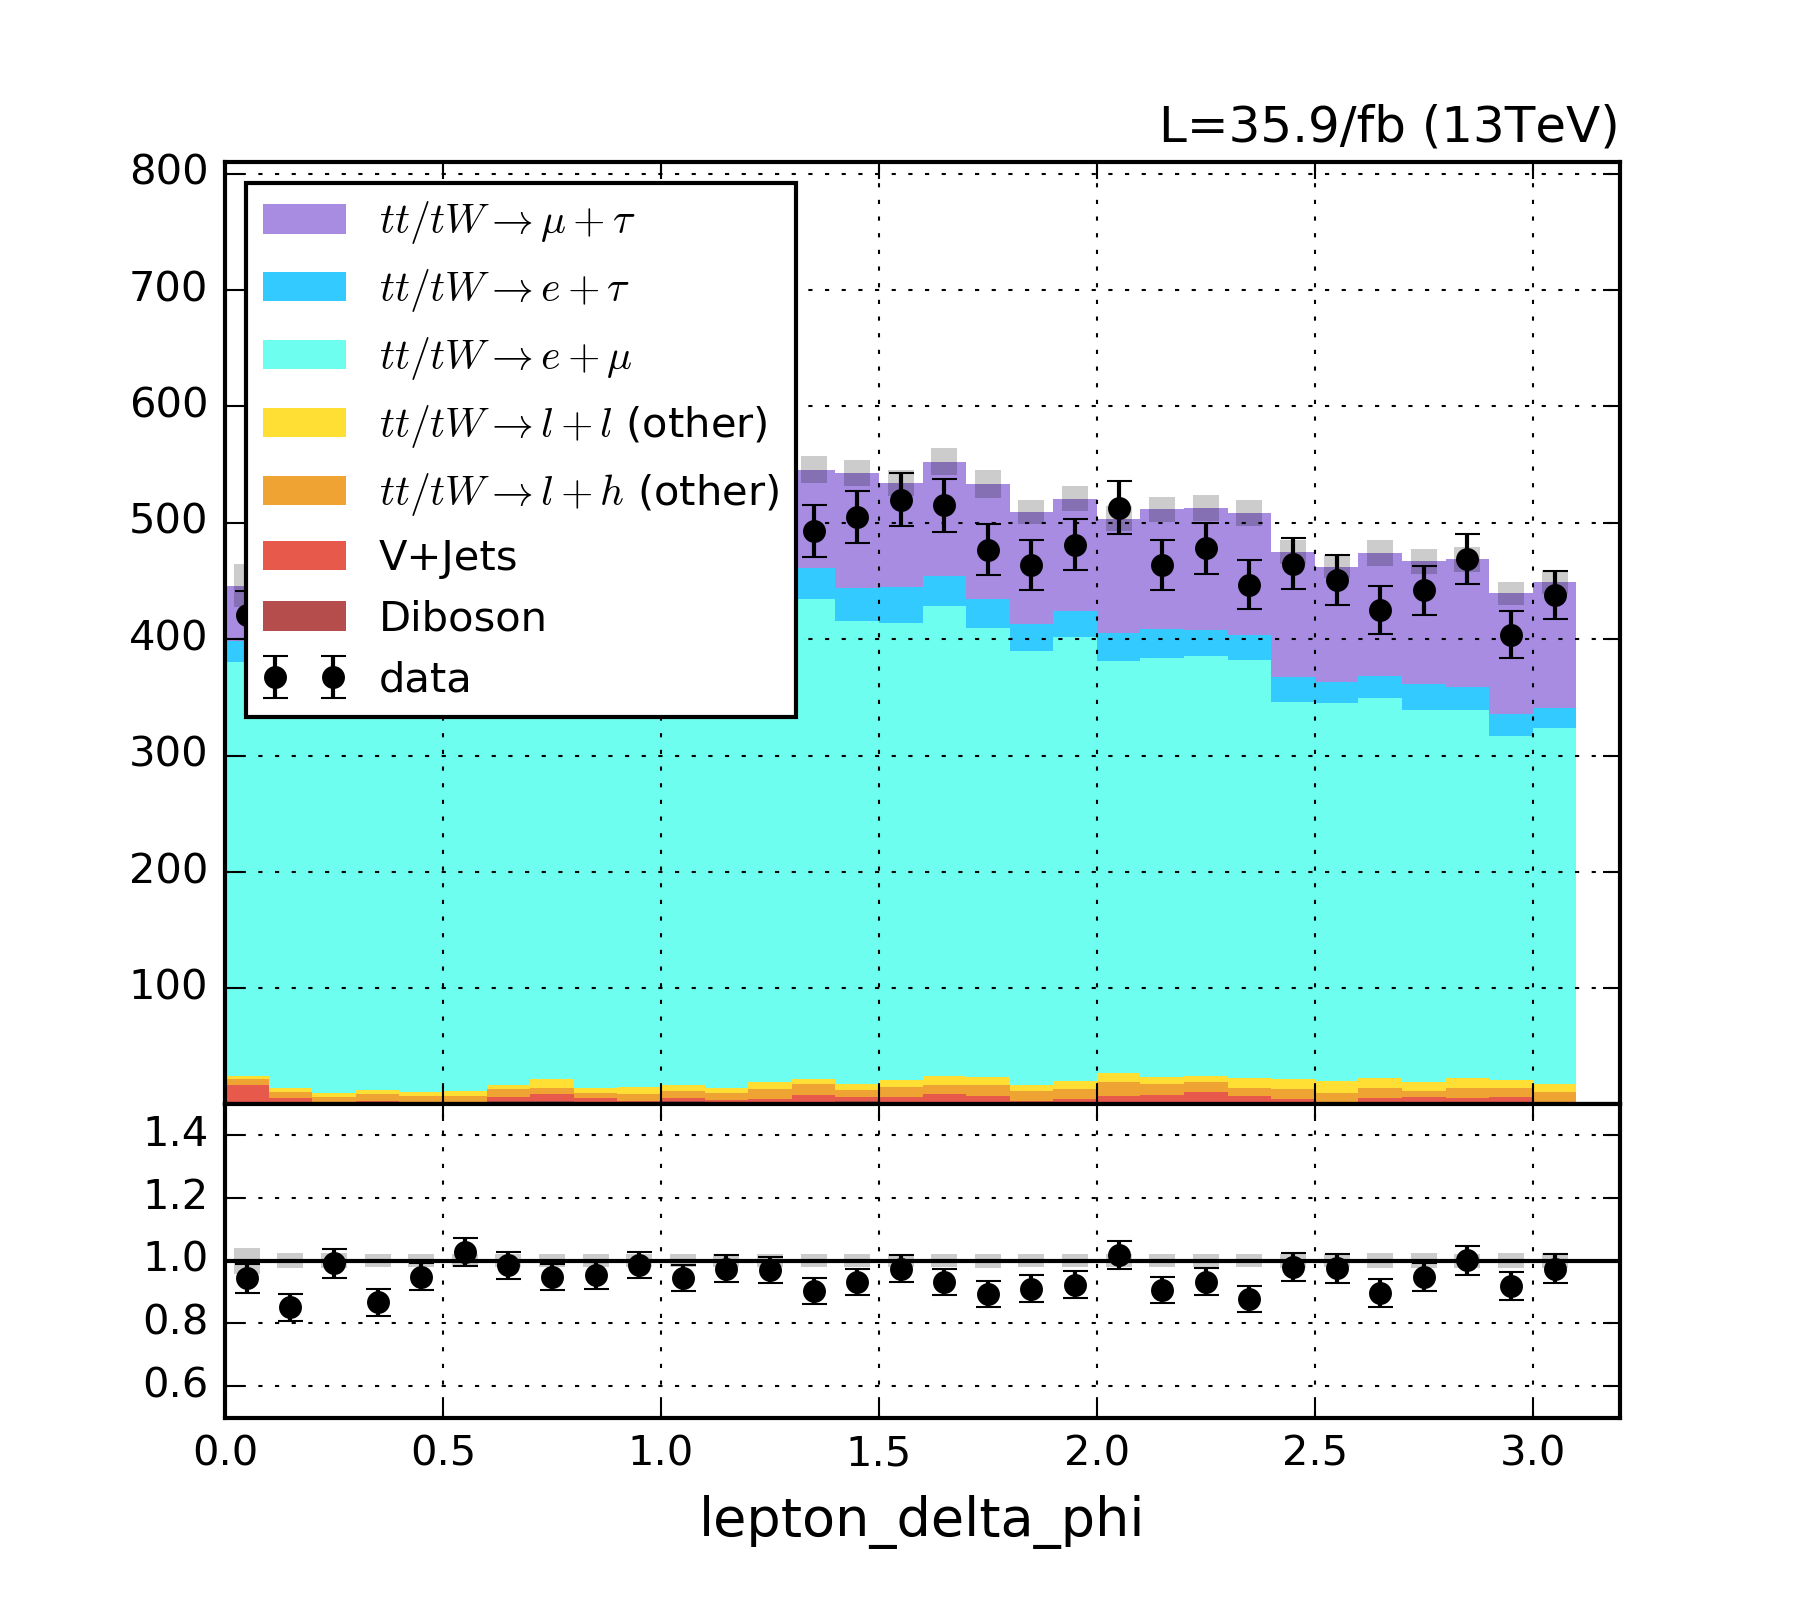 L=35.9/fb (13TeV)
800
700
600
500
400
300
200
100
tt/tW → μ + τ
tt/tW → e + τ
tt/tW → e + μ
tt/tW → l + l (other)
tt/tW → l + h (other)
V+Jets
Diboson
data
1.4
1.2
1.0
0.8
0.6
0.0 0.5 1.0 1.5 2.0 2.5 3.0
lepton_delta_phi